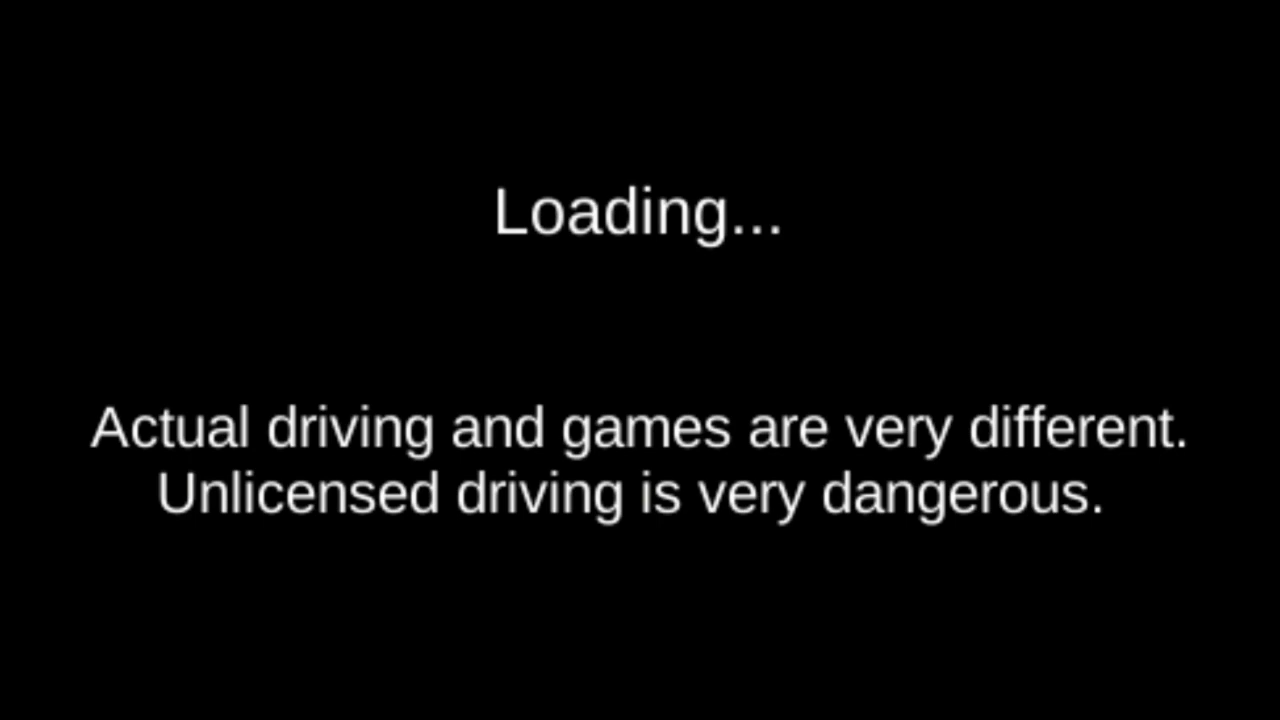 Loading...
Actual driving and games are very different.
Unlicensed driving is very dangerous.